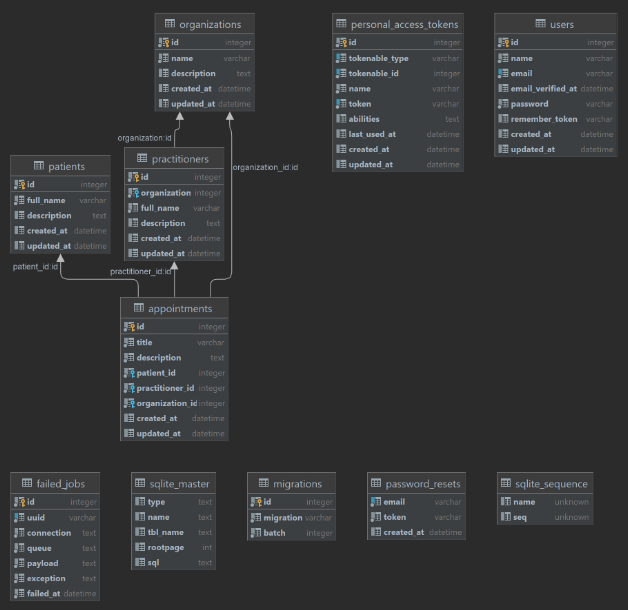 organizations
id integer
name varchar
description text
created_at datetime
updated_at datetime
personal_access_tokens
id integer
tokenable_type varchar
tokenable_id integer
name varchar
token varchar
abilities text
last_used_at datetime
created_at datetime
updated_at datetime
users
id integer
name varchar
email varchar
email_verified_at datetime
password varchar
remember_token varchar
created_at datetime
updated_at datetime
organization:id
organization_id:id
patients
id integer
full_name varchar
description text
created_at datetime
updated_at datetime
practitioners
id integer
organization integer
full_name varchar
description text
created_at datetime
updated_at datetime
patient_id:id
practitioner_id:id
appointments
id integer
title varchar
description text
patient_id integer
practitioner_id integer
organization_id integer
created_at datetime
updated_at datetime
failed_jobs
id integer
uuid varchar
connection text
queue text
payload text
exception text
failed_at datetime
sqlite_master
type text
name text
tbl_name text
rootpage int
sql text
migrations
id integer
migration varchar
batch integer
password_resets
email varchar
token varchar
created_at datetime
sqlite_sequence
name unknown
seq unknown